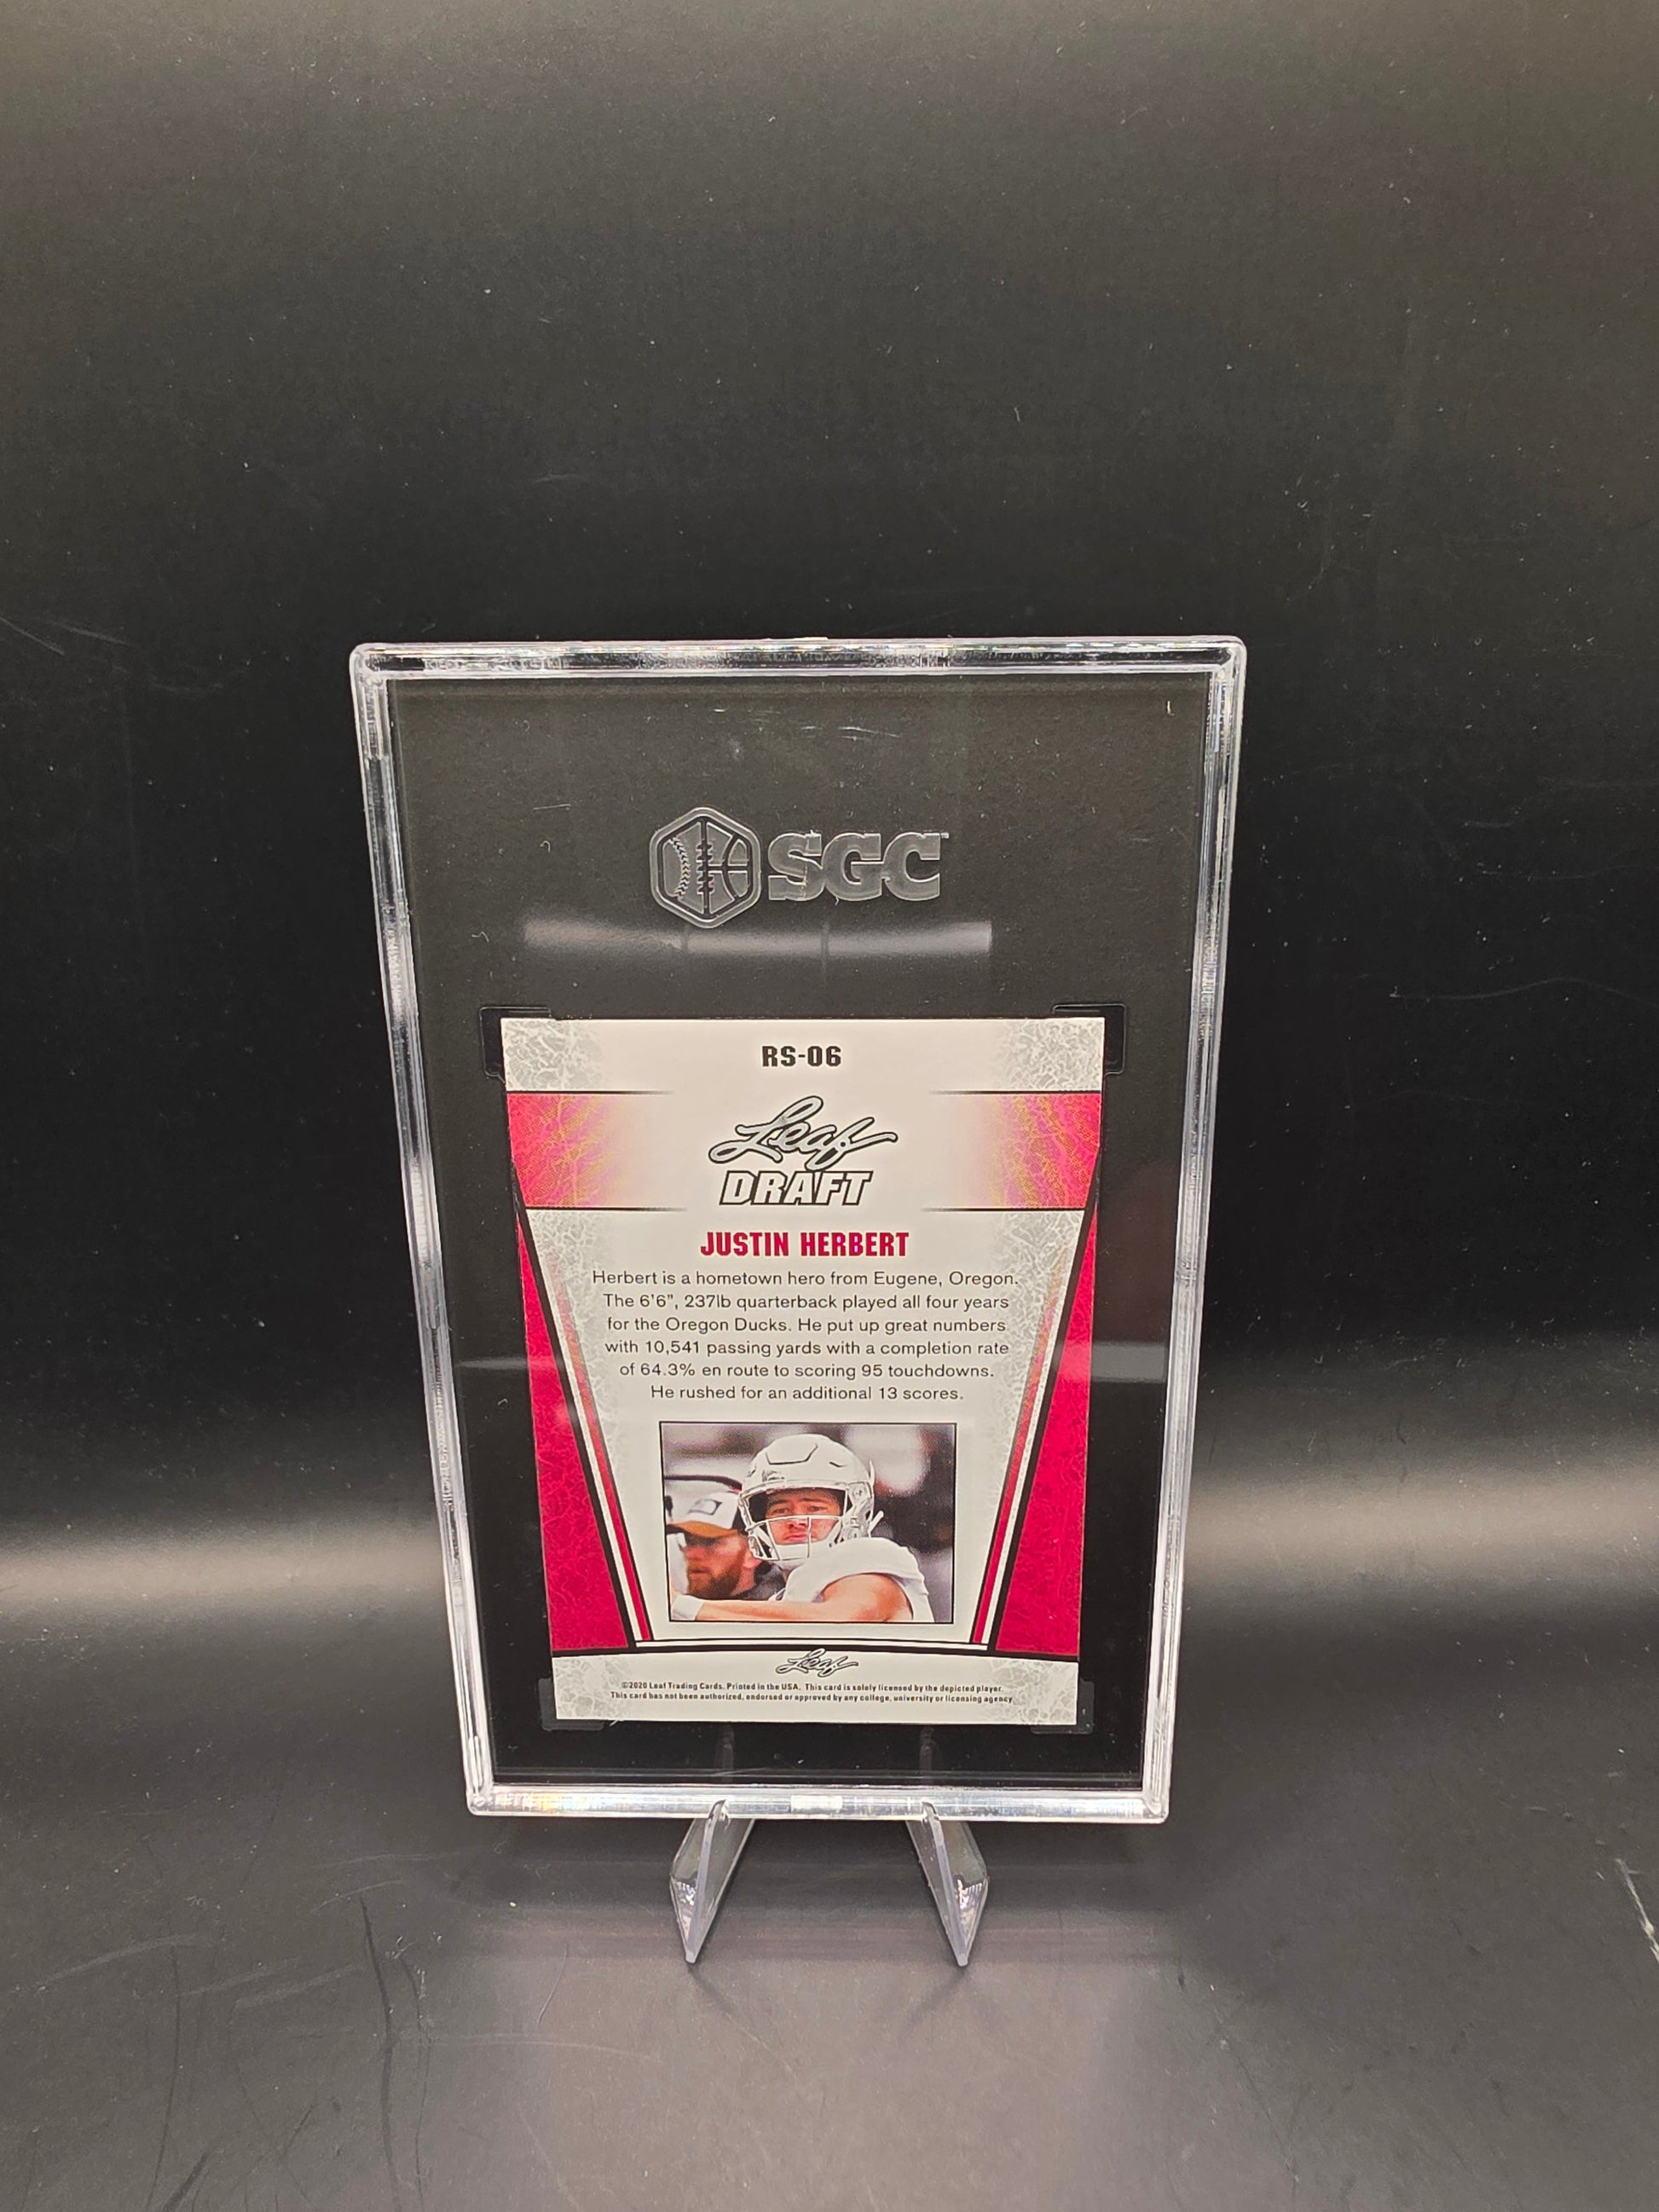 SGC
RS-06
Leaf
DRAFT
JUSTIN HERBERT
Herbert is a hometown hero from Eugene, Oregon.
The 6'6", 237lb quarterback played all four years
for the Oregon Ducks. He put up great numbers
with 10,541 passing yards with a completion rate
of 64.3% en route to scoring 95 touchdowns.
He rushed for an additional 13 scores.
Leaf
©2020 Leaf Trading Cards. Printed in the USA. This card is solely licensed by the depicted player.
This card has not been authorized, endorsed or approved by any college, university or licensing agency